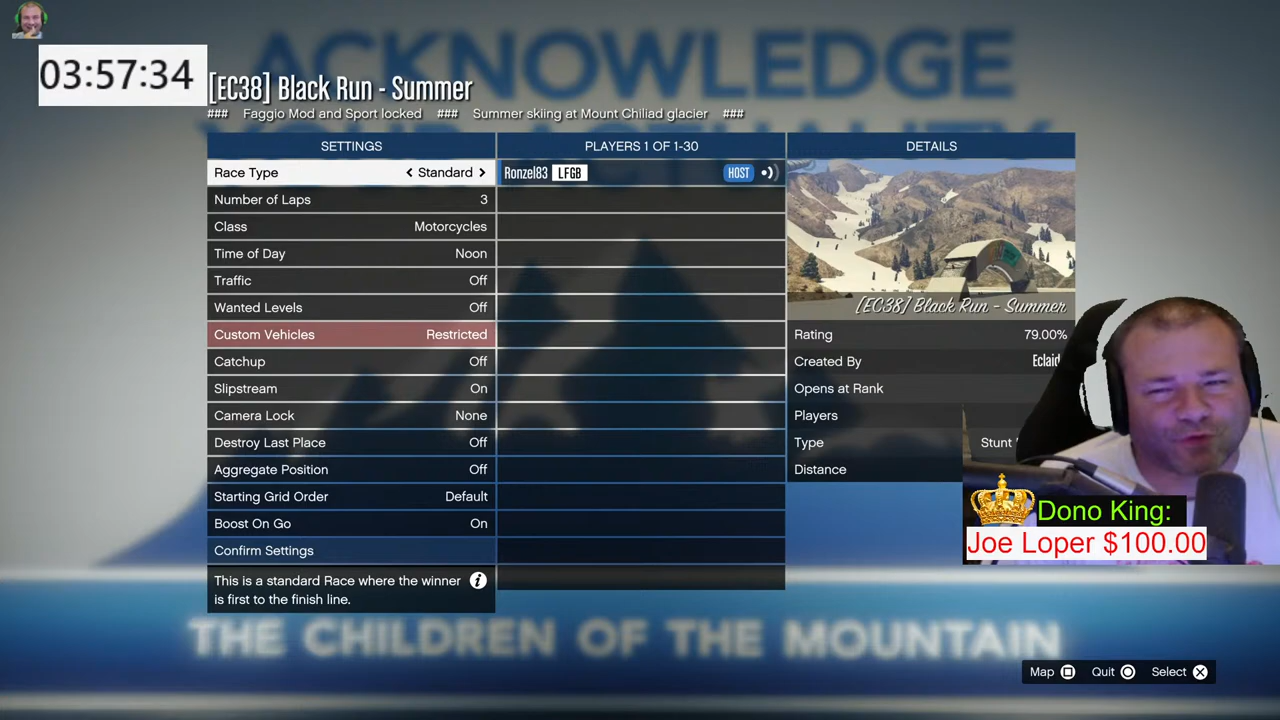 ACKNOWLEDGE
03:57:34
[EC38] Black Run - Summer
### Faggio Mod and Sport locked ### Summer skiing at Mount Chiliad glacier ###
SETTINGS
PLAYERS 1 OF 1-30
DETAILS
Race Type Standard
Ronzel83 LFGB HOST
Number of Laps 3
Class Motorcycles
Time of Day Noon
Traffic Off
Wanted Levels Off
Custom Vehicles Restricted
Catchup Off
Slipstream On
Camera Lock None
Destroy Last Place Off
Aggregate Position Off
Starting Grid Order Default
Boost On Go On
Confirm Settings
This is a standard Race where the winner
is first to the finish line.
[EC38] Black Run - Summer
Rating 79.00%
Created By Eclaid
Opens at Rank
Players
Type Stunt
Distance
Dono King:
Joe Loper $100.00
THE CHILDREN OF THE MOUNTAIN
Map Quit Select